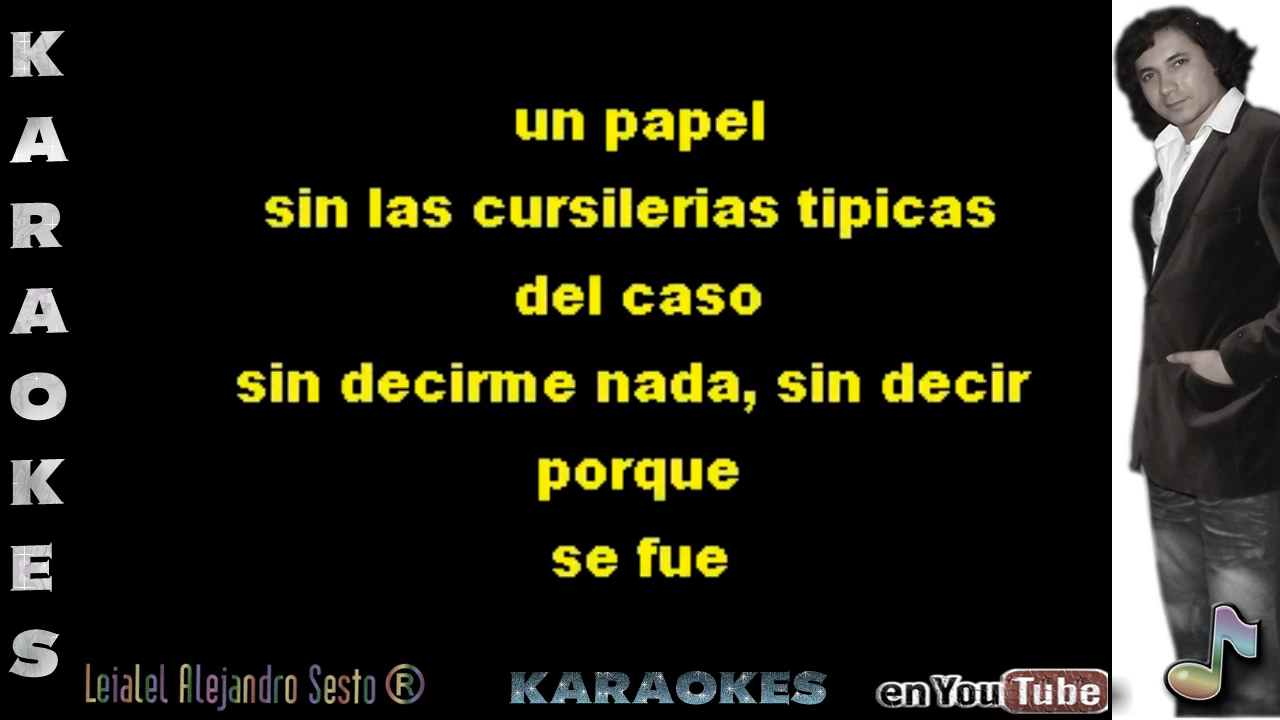 KARAOKES
un papel
sin las cursilerias tipicas
del caso
sin decirme nada, sin decir
porque
se fue
Leialel Alejandro Sesto ®
KARAOKES
en YouTube